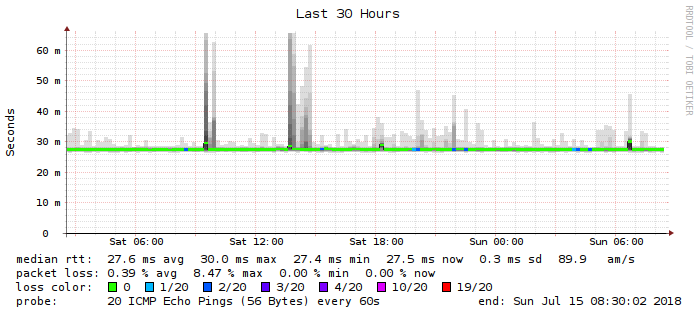 Last 30 Hours
RRDTOOL / TOBI OETIKER
Seconds
60 m
50 m
40 m
30 m
20 m
10 m
0
Sat 06:00 Sat 12:00 Sat 18:00 Sun 00:00 Sun 06:00
median rtt: 27.6 ms avg 30.0 ms max 27.4 ms min 27.5 ms now 0.3 ms sd 89.9 am/s
packet loss: 0.39 % avg 8.47 % max 0.00 % min 0.00 % now
loss color: 0 1/20 2/20 3/20 4/20 10/20 19/20
probe: 20 ICMP Echo Pings (56 Bytes) every 60s end: Sun Jul 15 08:30:02 2018